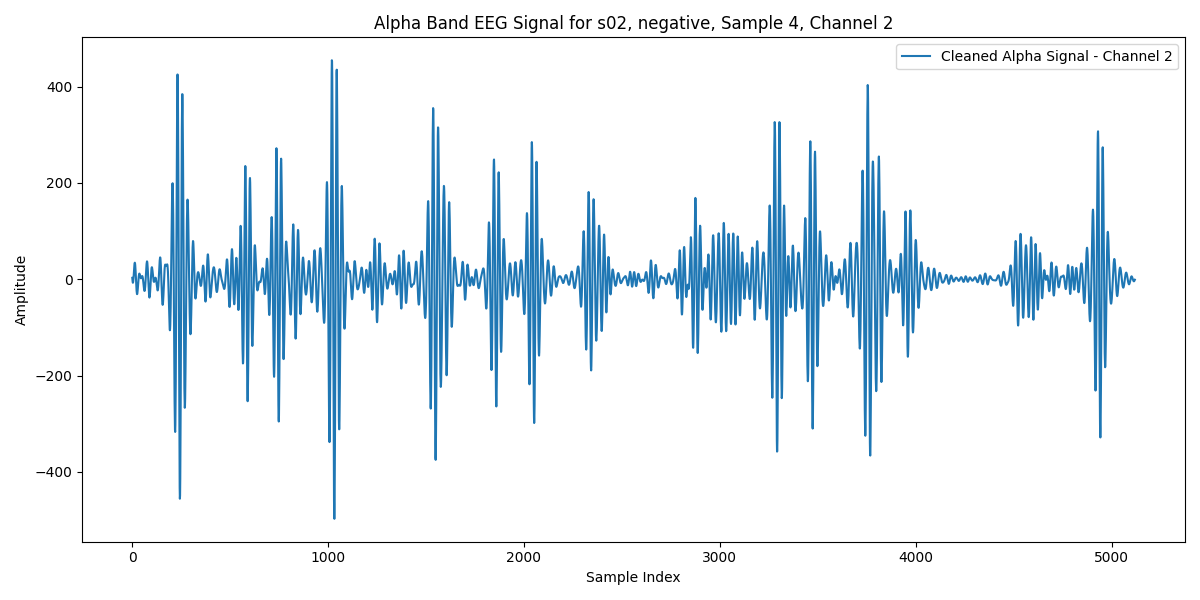 Alpha Band EEG Signal for s02, negative, Sample 4, Channel 2
Cleaned Alpha Signal - Channel 2
Amplitude
400
200
0
−200
−400
0 1000 2000 3000 4000 5000
Sample Index